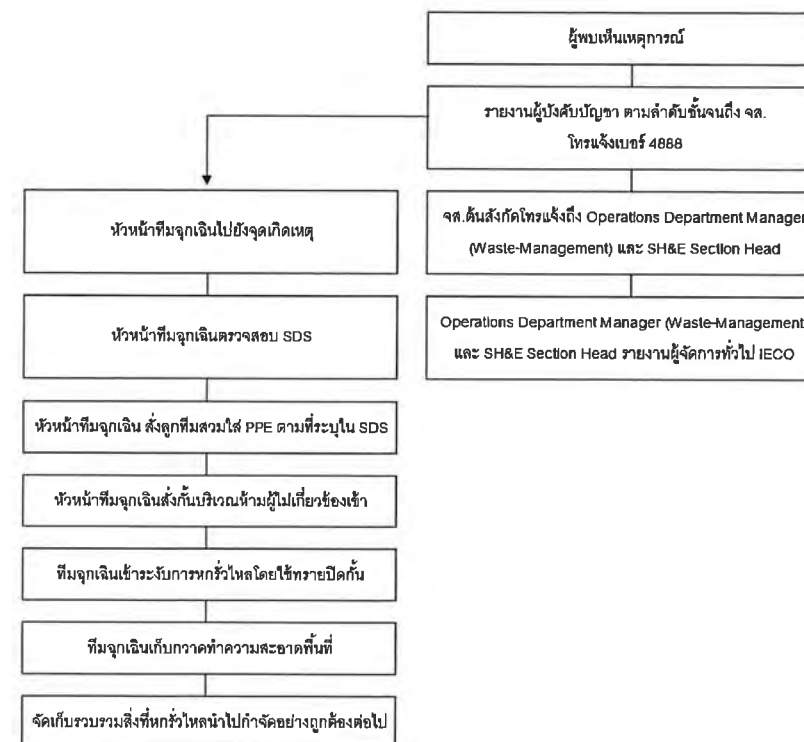 ผู้พบเห็นเหตุการณ์
รายงานผู้บังคับบัญชา ตามลำดับชั้นจนถึง จส.
โทรแจ้งเบอร์ 4888
จส.ต้นสังกัดโทรแจ้งถึง Operations Department Manager
(Waste-Management) และ SH&E Section Head
Operations Department Manager (Waste-Management)
และ SH&E Section Head รายงานผู้จัดการทั่วไป IECO
หัวหน้าทีมฉุกเฉินไปยังจุดเกิดเหตุ
หัวหน้าทีมฉุกเฉินตรวจสอบ SDS
หัวหน้าทีมฉุกเฉิน สั่งลูกทีมสวมใส่ PPE ตามที่ระบุใน SDS
หัวหน้าทีมฉุกเฉินสั่งกั้นบริเวณห้ามผู้ไม่เกี่ยวข้องเข้า
ทีมฉุกเฉินเข้าระงับการหกรั่วไหลโดยใช้ทรายปิดกั้น
ทีมฉุกเฉินเก็บกวาดทำความสะอาดพื้นที่
จัดเก็บรวบรวมสิ่งที่หกรั่วไหลนำไปกำจัดอย่างถูกต้องต่อไป